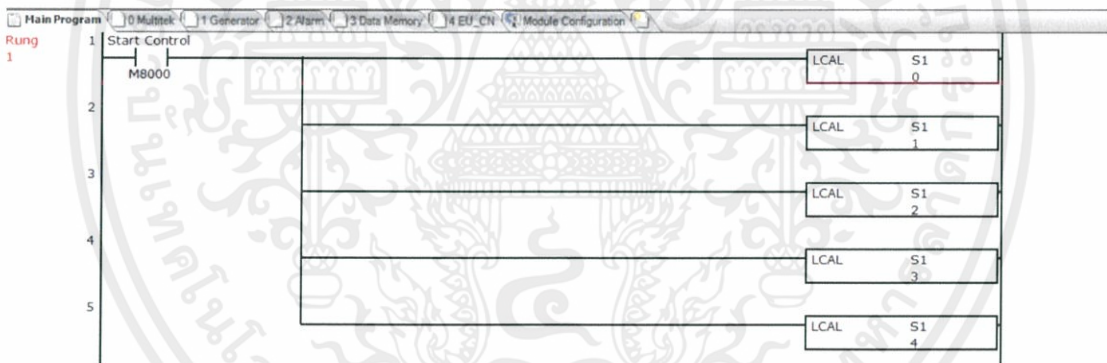 Main Program 0 Multitek 1 Generator 2 Alarm 3 Data Memory 4 EU_CN Module Configuration
Rung 1 Start Control
1
M8000
LCAL S1
0
2
LCAL S1
1
3
LCAL S1
2
4
LCAL S1
3
5
LCAL S1
4